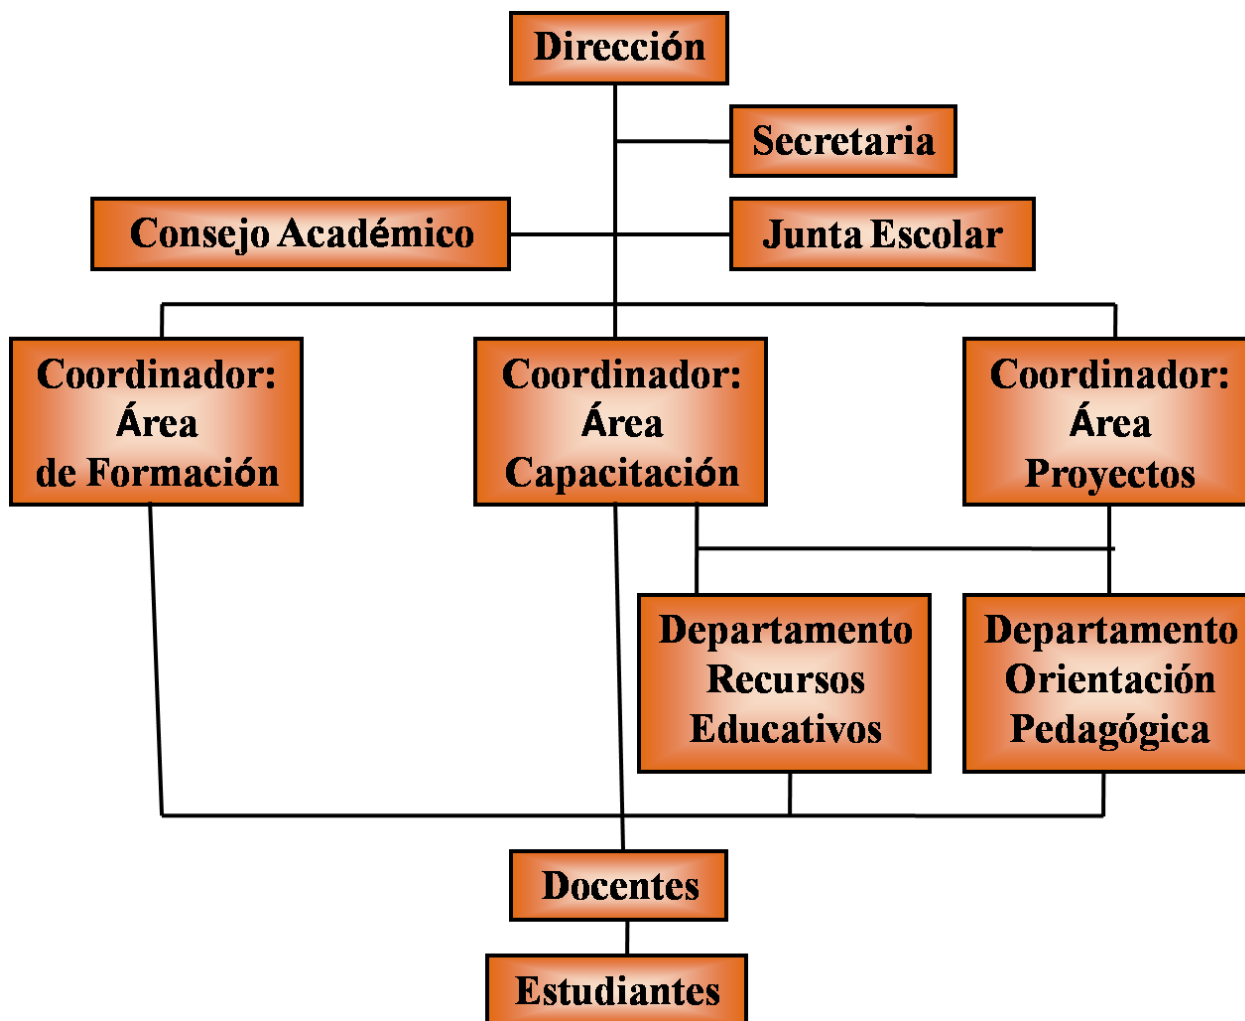 Dirección
Secretaria
Consejo Académico
Junta Escolar
Coordinador:
Área
de Formación
Coordinador:
Área
Capacitación
Coordinador:
Área
Proyectos
Departamento
Recursos
Educativos
Departamento
Orientación
Pedagógica
Docentes
Estudiantes